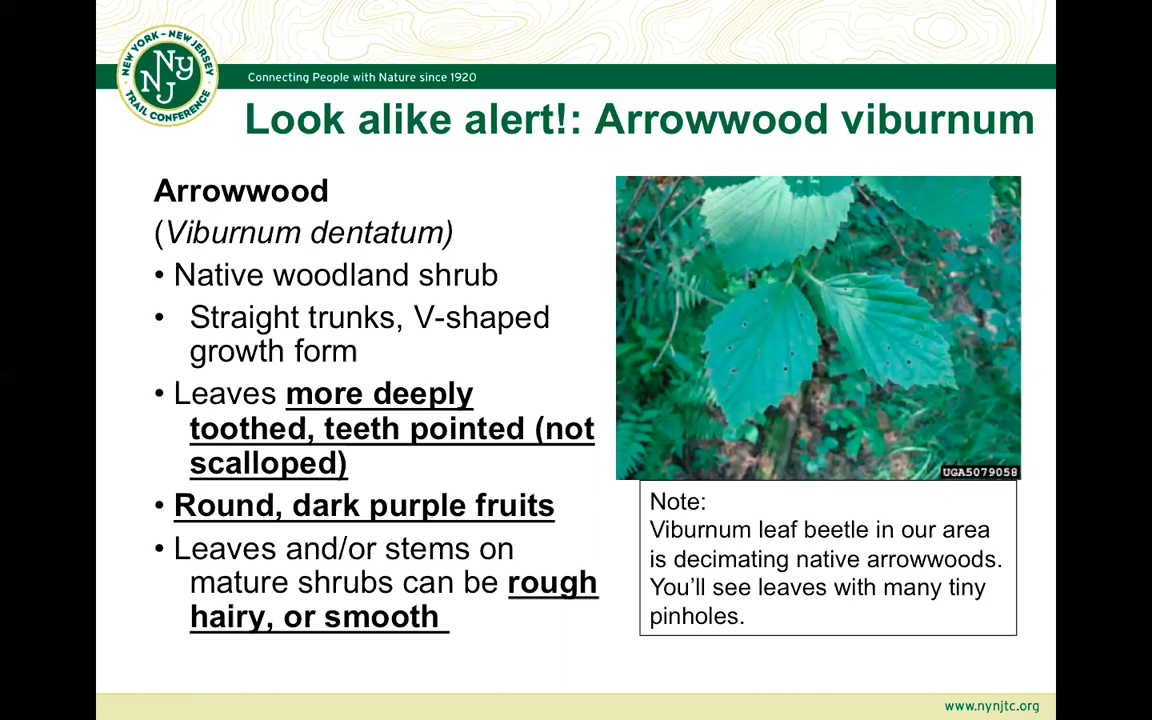 NEW YORK - NEW JERSEY
NY
NJ
TRAIL CONFERENCE
Connecting People with Nature since 1920
Look alike alert!: Arrowwood viburnum
Arrowwood
(Viburnum dentatum)
• Native woodland shrub
• Straight trunks, V-shaped
growth form
• Leaves more deeply
toothed, teeth pointed (not
scalloped)
• Round, dark purple fruits
• Leaves and/or stems on
mature shrubs can be rough
hairy, or smooth
UGA5079058
Note:
Viburnum leaf beetle in our area
is decimating native arrowwoods.
You’ll see leaves with many tiny
pinholes.
www.nynjtc.org